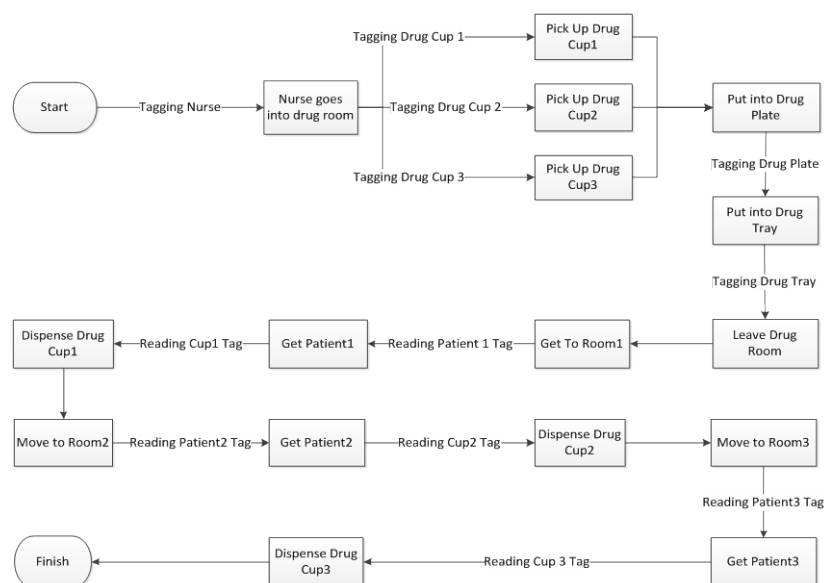 Start
Tagging Nurse
Nurse goes
into drug room
Tagging Drug Cup 1
Pick Up Drug
Cup1
Tagging Drug Cup 2
Pick Up Drug
Cup2
Tagging Drug Cup 3
Pick Up Drug
Cup3
Put into Drug
Plate
Tagging Drug Plate
Put into Drug
Tray
Tagging Drug Tray
Leave Drug
Room
Get To Room1
Reading Patient 1 Tag
Get Patient1
Reading Cup1 Tag
Dispense Drug
Cup1
Move to Room2
Reading Patient2 Tag
Get Patient2
Reading Cup2 Tag
Dispense Drug
Cup2
Move to Room3
Reading Patient3 Tag
Get Patient3
Reading Cup 3 Tag
Dispense Drug
Cup3
Finish